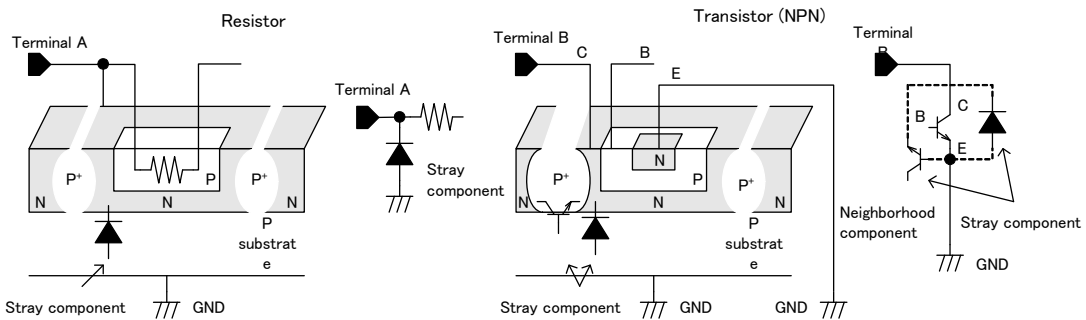 Resistor
Terminal A
P⁺
P
P⁺
N
N
N
P
substrat
e
Stray component
GND
Terminal A
Stray
component
Transistor (NPN)
Terminal B
C
B
E
N
P⁺
P
P⁺
N
N
N
P
substrat
e
Stray component
GND
GND
Terminal
B
C
B
E
Neighborhood
component
Stray component
GND